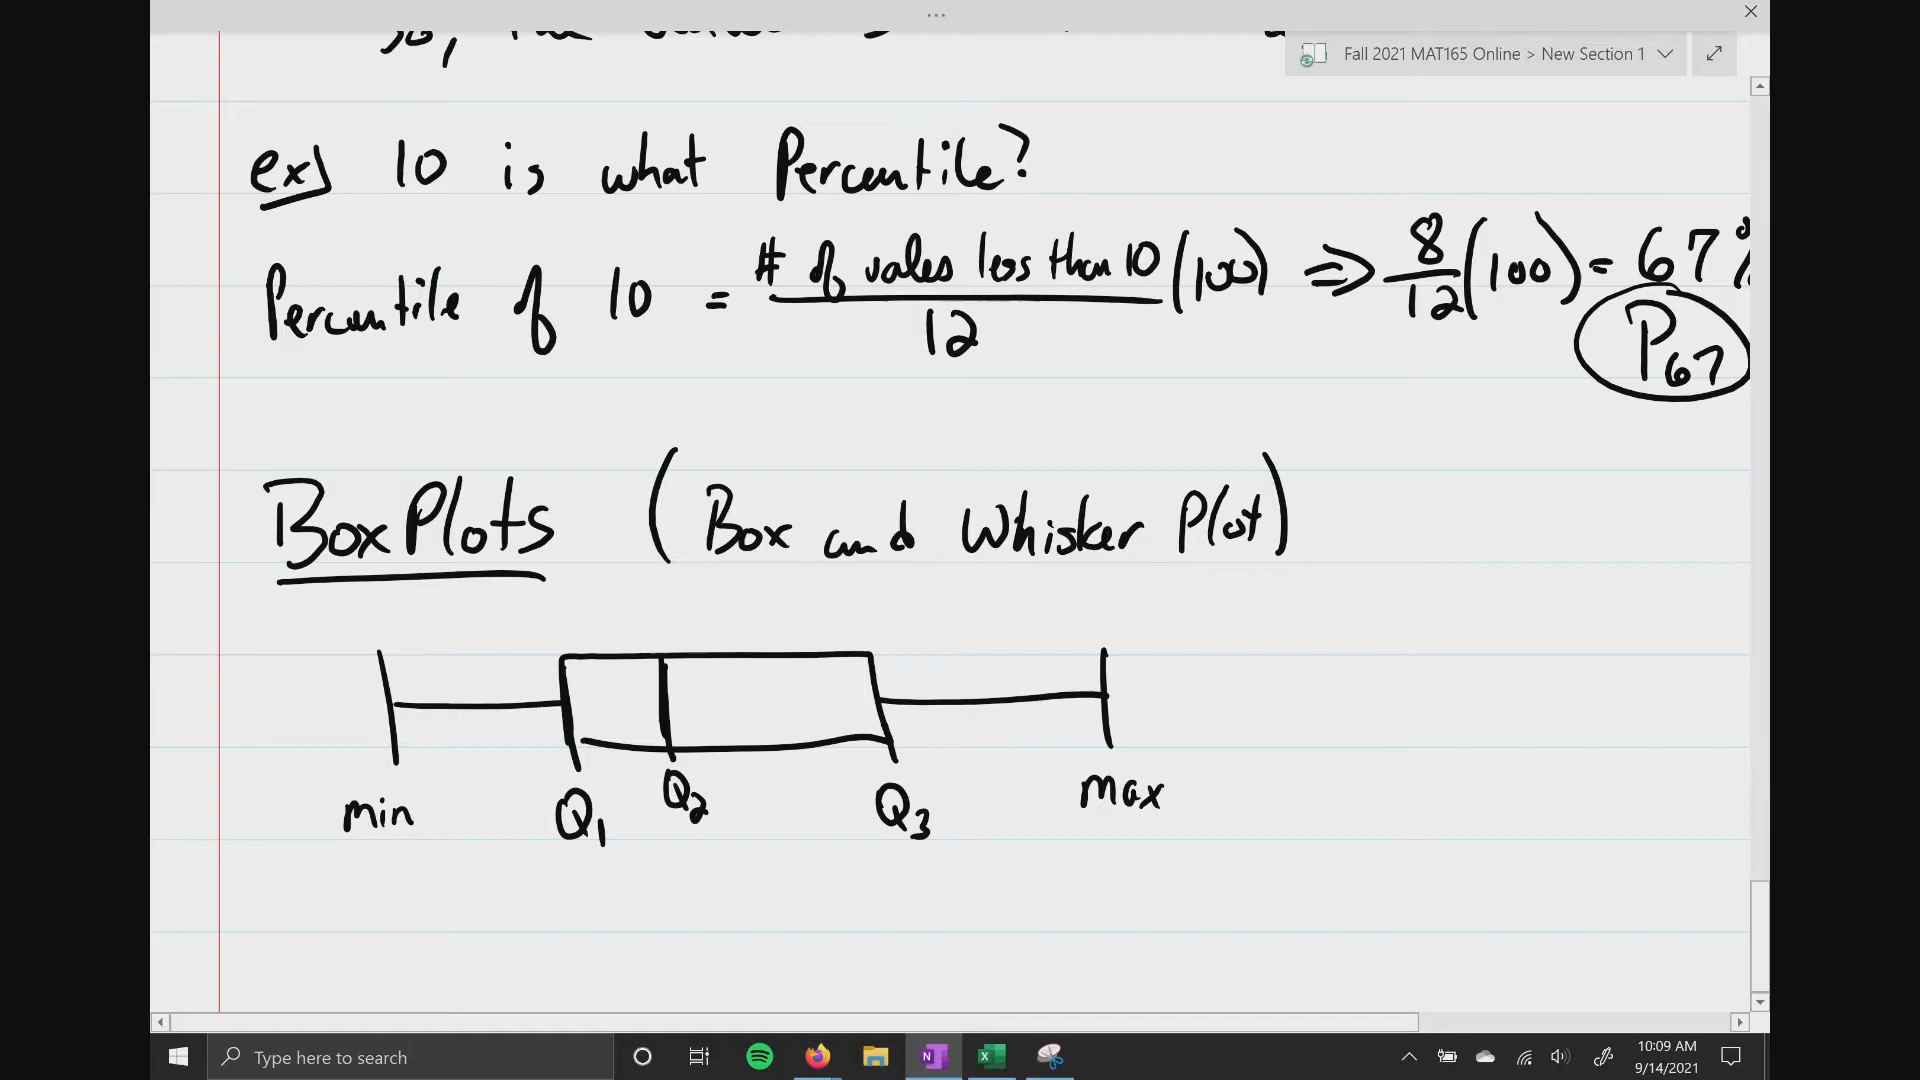 ...
Fall 2021 MAT165 Online > New Section 1
ex) 10 is what Percentile?
Percentile of 10 = # of vales less than 10 / 12 (100) ⇒ 8/12 (100) = 67%
P67
BoxPlots (Box and Whisker Plot)
min Q1 Q2 Q3 max
Type here to search
10:09 AM
9/14/2021